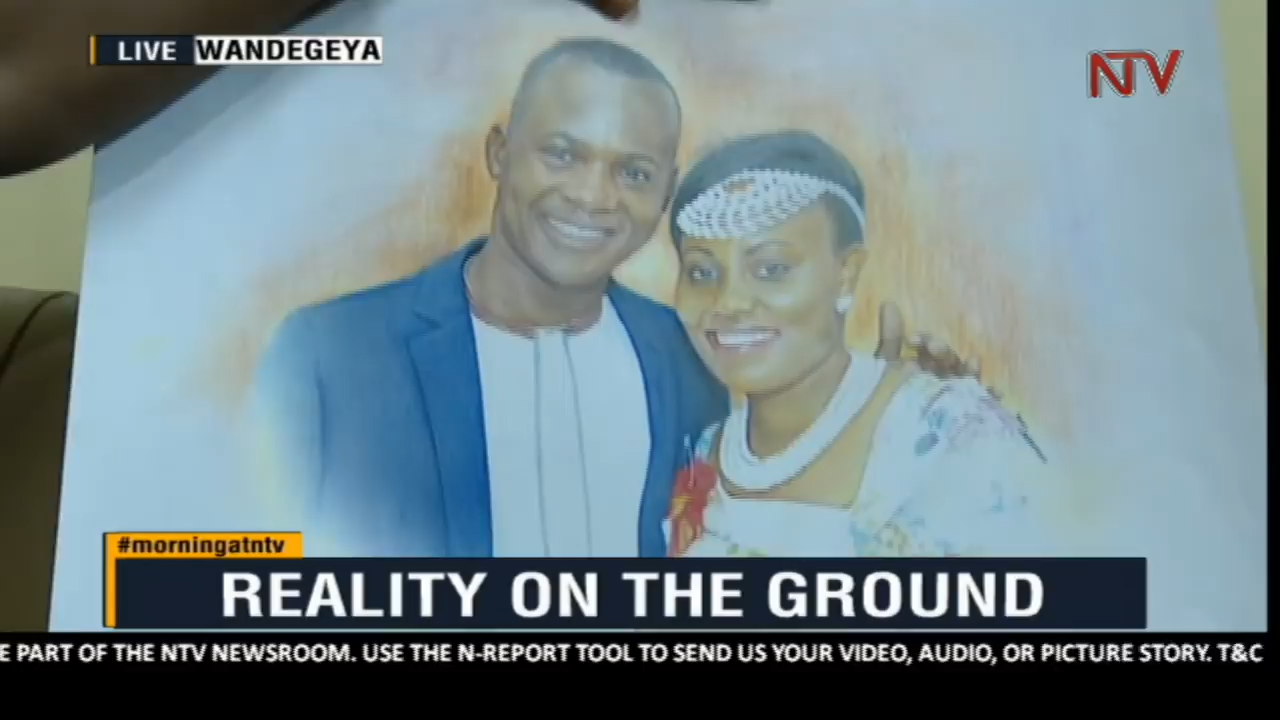 LIVE WANDEGEYA
NTV
#morningatntv
REALITY ON THE GROUND
E PART OF THE NTV NEWSROOM. USE THE N-REPORT TOOL TO SEND US YOUR VIDEO, AUDIO, OR PICTURE STORY. T&C